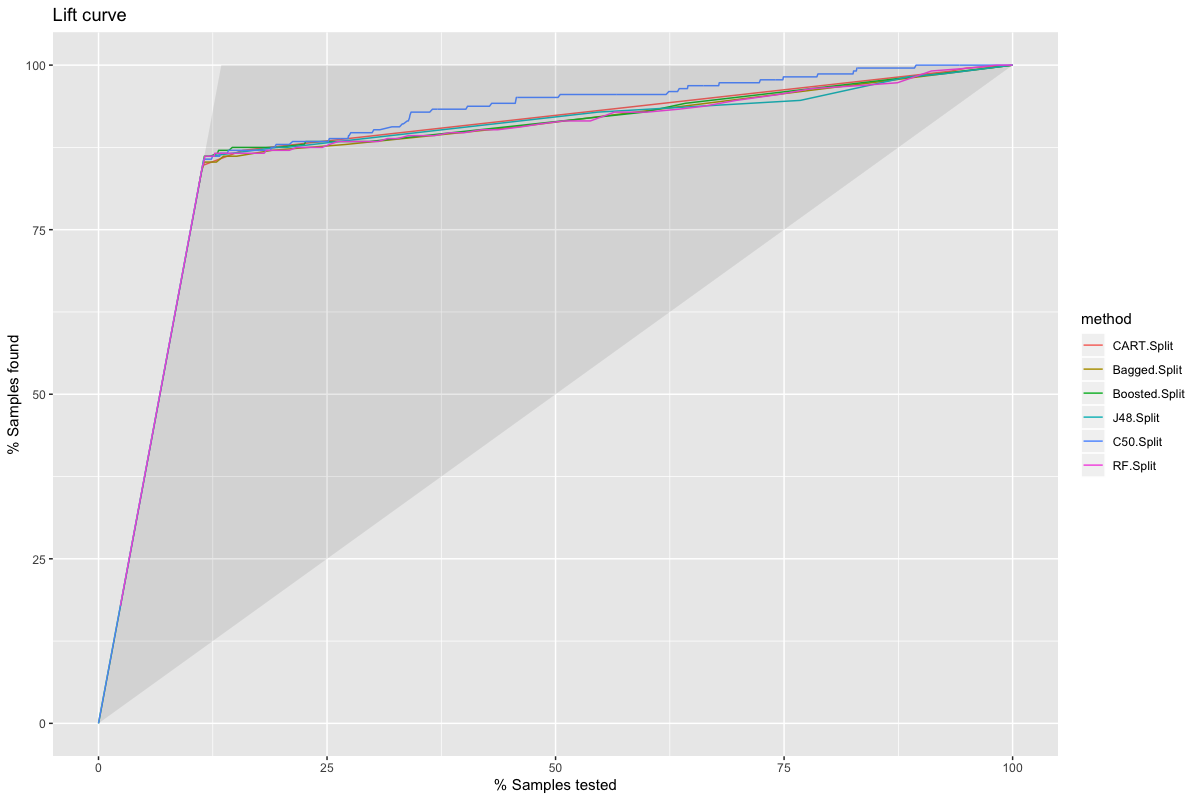 Lift curve
100
75
50
25
0
% Samples found
0 25 50 75 100
% Samples tested
method
CART.Split
Bagged.Split
Boosted.Split
J48.Split
C50.Split
RF.Split